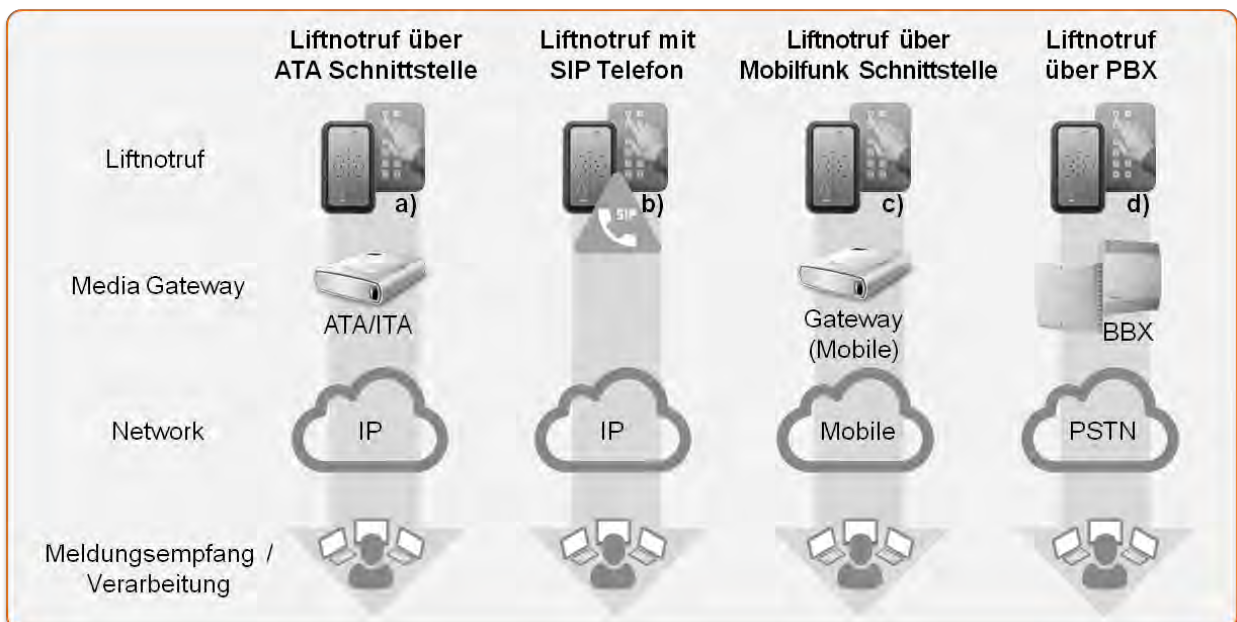 Liftnotruf über
ATA Schnittstelle
Liftnotruf mit
SIP Telefon
Liftnotruf über
Mobilfunk Schnittstelle
Liftnotruf
über PBX
Liftnotruf
a)
b)
c)
d)
SIP
Media Gateway
ATA/ITA
Gateway
(Mobile)
BBX
Network
IP
IP
Mobile
PSTN
Meldungsempfang /
Verarbeitung